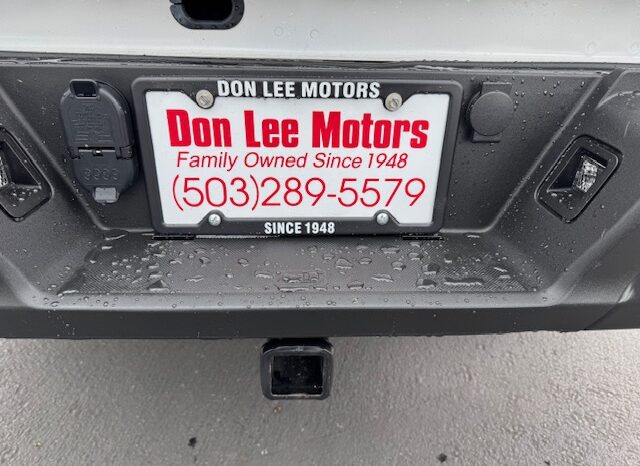 DON LEE MOTORS
Don Lee Motors
Family Owned Since 1948
(503)289-5579
SINCE 1948